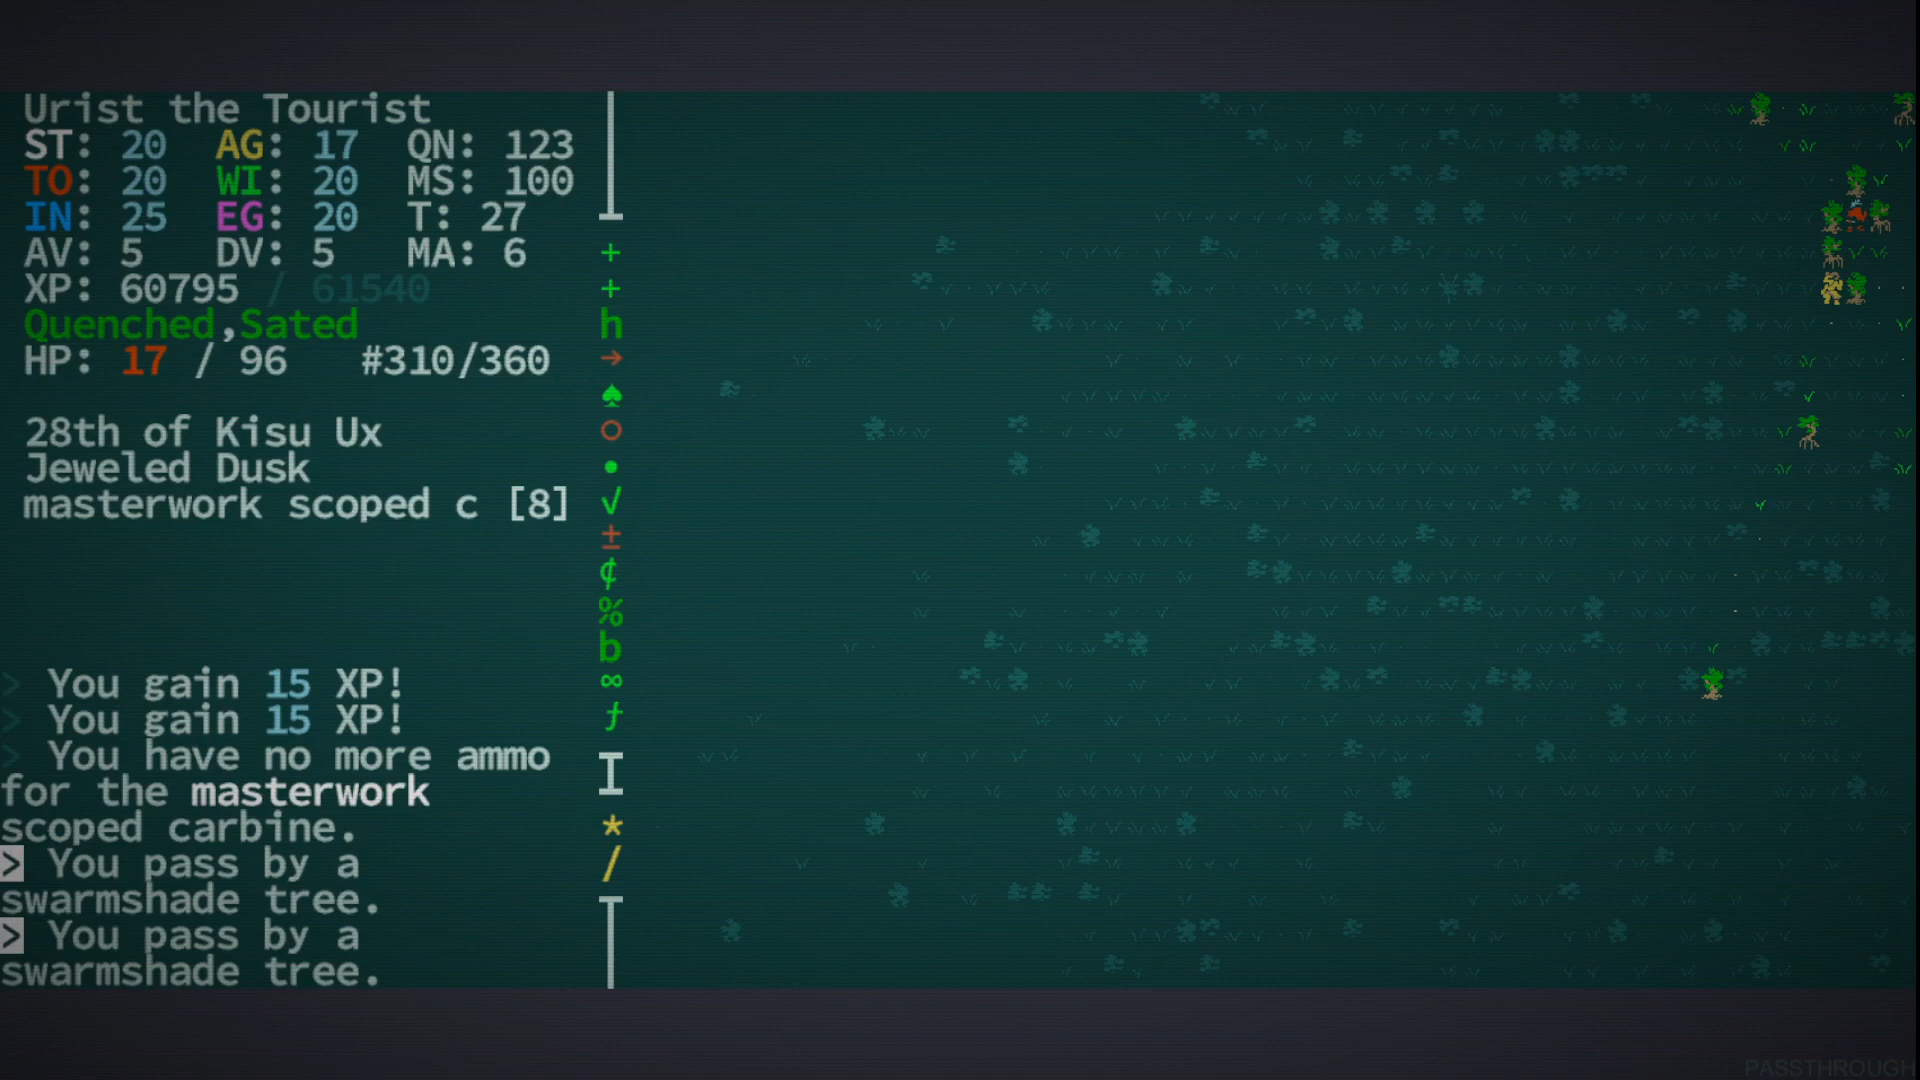 Urist the Tourist
ST: 20 AG: 17 QN: 123
TO: 20 WI: 20 MS: 100
IN: 25 EG: 20 T: 27
AV: 5 DV: 5 MA: 6
XP: 60795 / 61540
Quenched,Sated
HP: 17 / 96 #310/360
28th of Kisu Ux
Jeweled Dusk
masterwork scoped c [8]
> You gain 15 XP!
> You gain 15 XP!
> You have no more ammo
for the masterwork
scoped carbine.
> You pass by a
swarmshade tree.
> You pass by a
swarmshade tree.
+
+
h
→
♠
○
•
√
±
¢
%
b
∞
ƒ
*
/
PASSTHROUGH